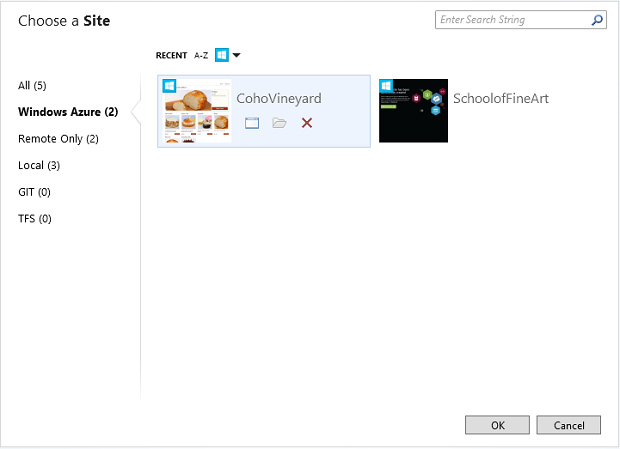 Choose a Site
Enter Search String
RECENT A-Z
All (5)
Windows Azure (2)
Remote Only (2)
Local (3)
GIT (0)
TFS (0)
CohoVineyard
SchoolofFineArt
OK
Cancel